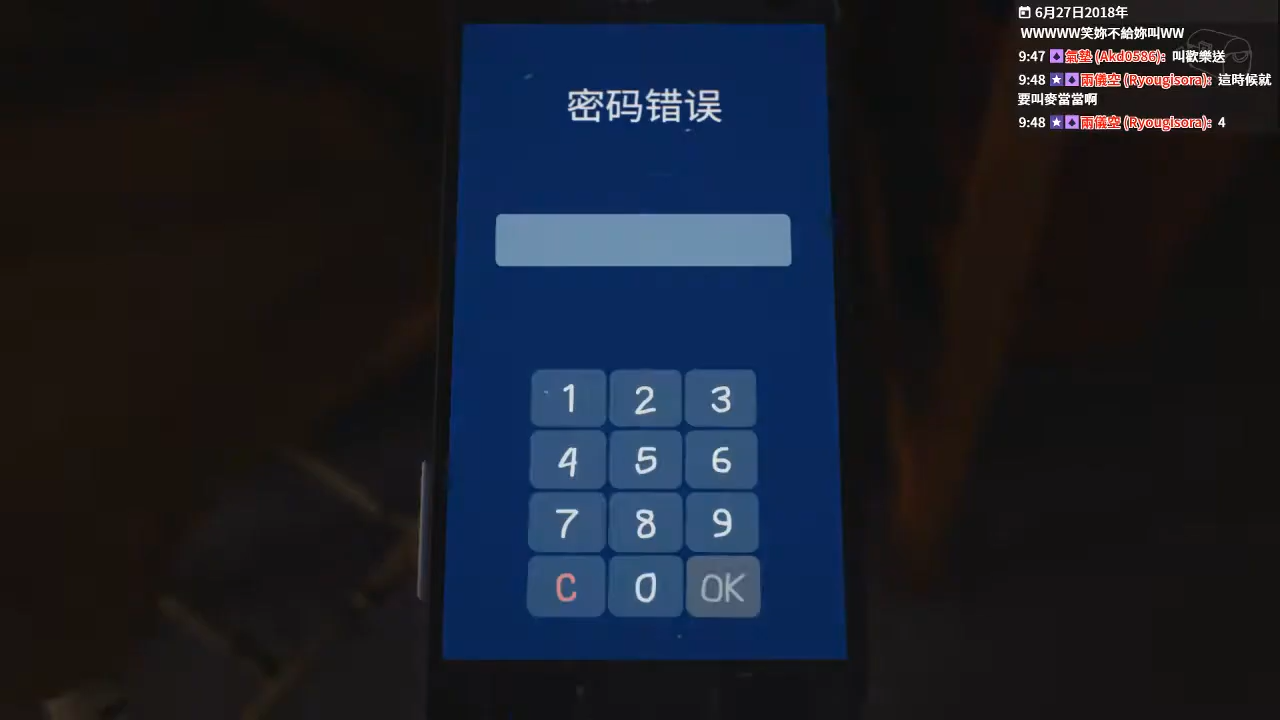 密码错误
1 2 3
4 5 6
7 8 9
C 0 OK
6月27日2018年
WWWWW笑妳不給妳叫WW
9:47 氣墊 (Akd0586): 叫歡樂送
9:48 兩儀空 (Ryougisora): 這時候就
要叫麥當當啊
9:48 兩儀空 (Ryougisora): 4